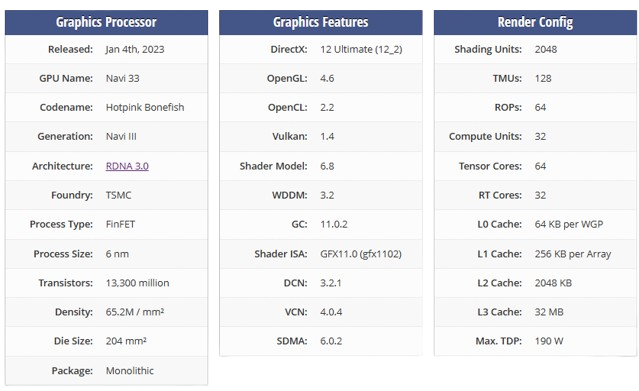 Graphics Processor
Released: Jan 4th, 2023
GPU Name: Navi 33
Codename: Hotpink Bonefish
Generation: Navi III
Architecture: RDNA 3.0
Foundry: TSMC
Process Type: FinFET
Process Size: 6 nm
Transistors: 13,300 million
Density: 65.2M / mm²
Die Size: 204 mm²
Package: Monolithic
Graphics Features
DirectX: 12 Ultimate (12_2)
OpenGL: 4.6
OpenCL: 2.2
Vulkan: 1.4
Shader Model: 6.8
WDDM: 3.2
GC: 11.0.2
Shader ISA: GFX11.0 (gfx1102)
DCN: 3.2.1
VCN: 4.0.4
SDMA: 6.0.2
Render Config
Shading Units: 2048
TMUs: 128
ROPs: 64
Compute Units: 32
Tensor Cores: 64
RT Cores: 32
L0 Cache: 64 KB per WGP
L1 Cache: 256 KB per Array
L2 Cache: 2048 KB
L3 Cache: 32 MB
Max. TDP: 190 W